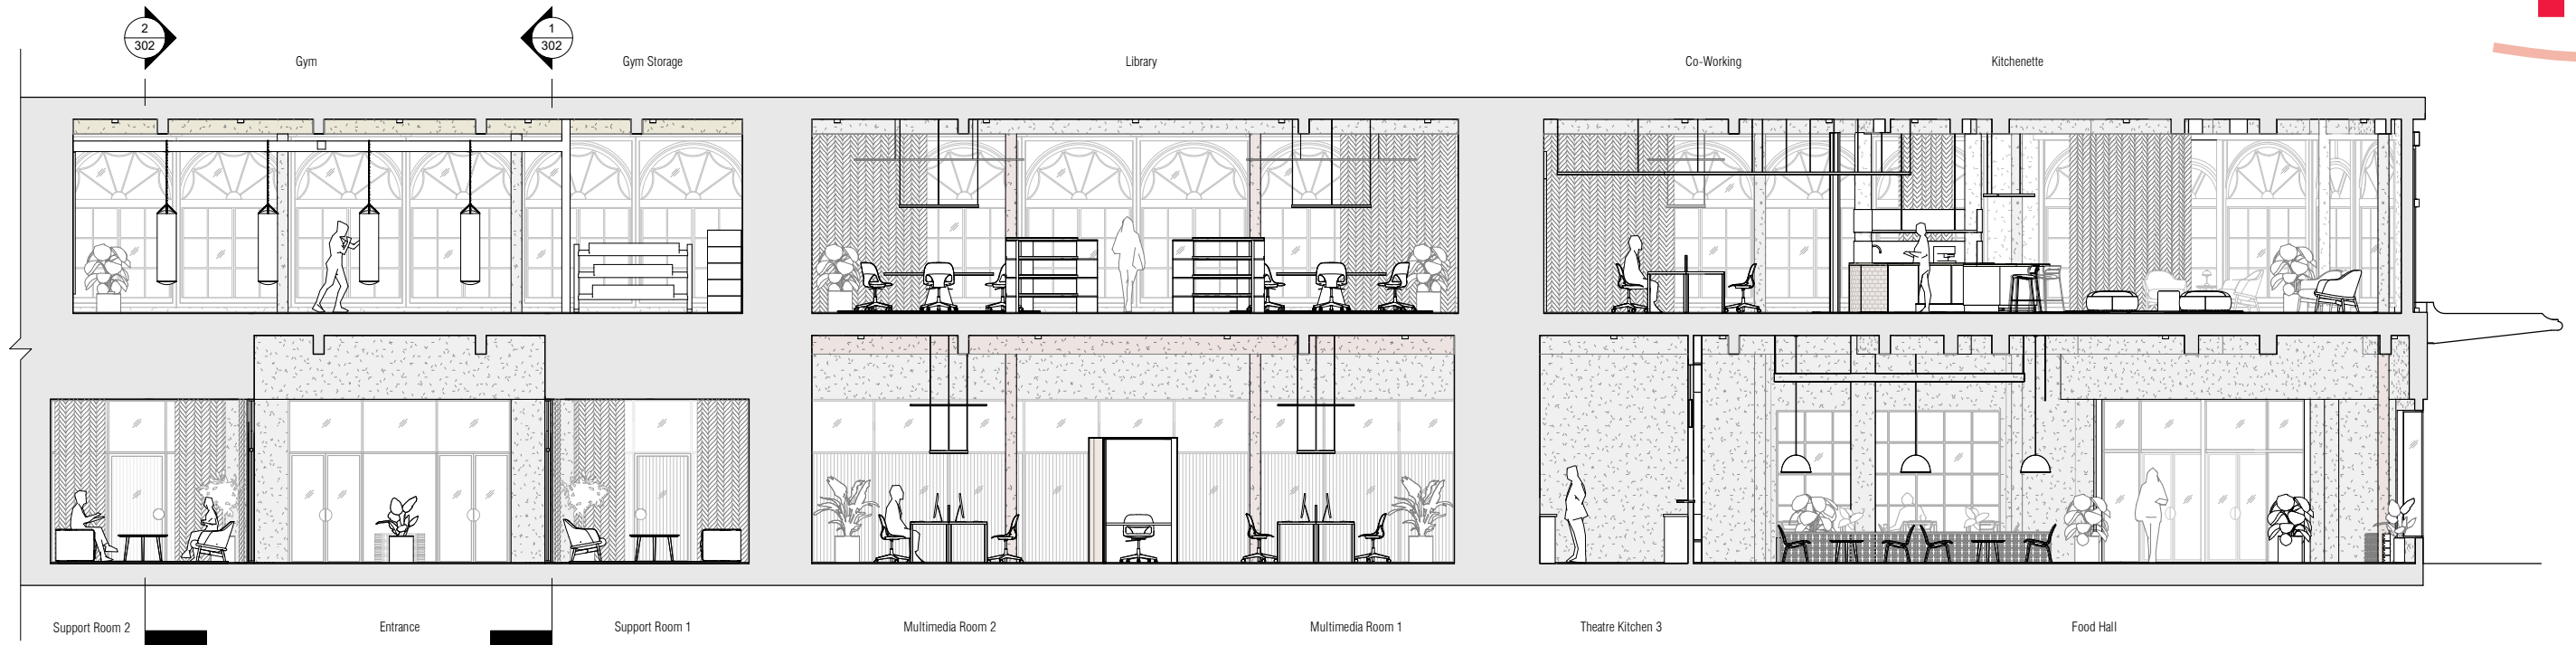 2
302
1
302
Gym
Gym Storage
Library
Co-Working
Kitchenette
Support Room 2
Entrance
Support Room 1
Multimedia Room 2
Multimedia Room 1
Theatre Kitchen 3
Food Hall